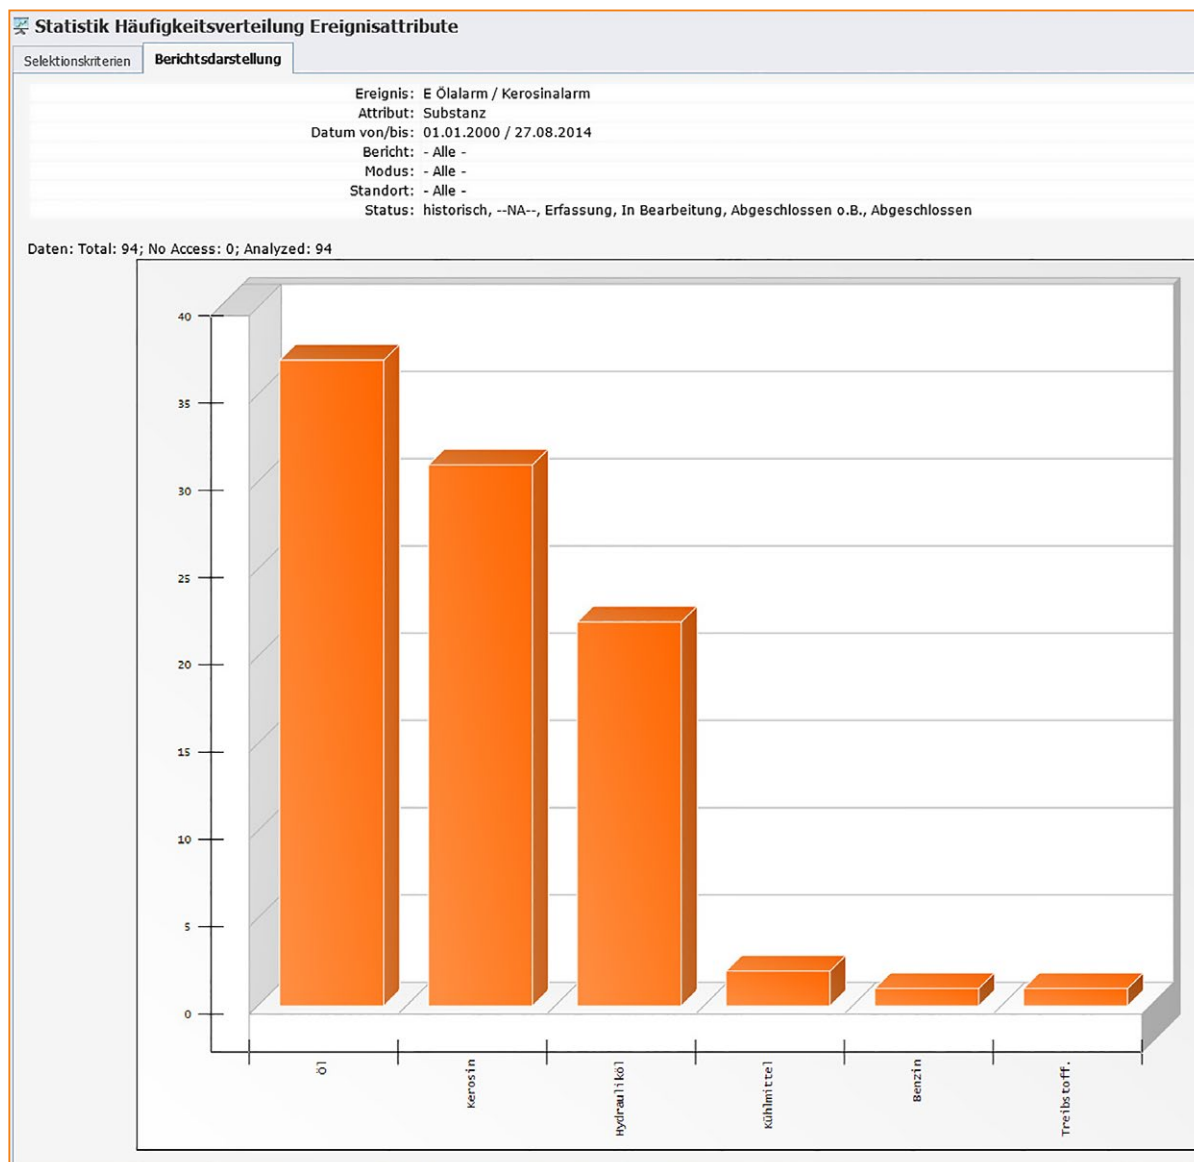 Statistik Häufigkeitsverteilung Ereignisattribute
Selektionskriterien Berichtsdarstellung
Ereignis: E Ölalarm / Kerosinalarm
Attribut: Substanz
Datum von/bis: 01.01.2000 / 27.08.2014
Bericht: - Alle -
Modus: - Alle -
Standort: - Alle -
Status: historisch, --NA--, Erfassung, In Bearbeitung, Abgeschlossen o.B., Abgeschlossen
Daten: Total: 94; No Access: 0; Analyzed: 94
40
35
30
25
20
15
10
5
0
Öl
Kerosin
Hydrauliköl
Kühlmittel
Benzin
Treibstoff.